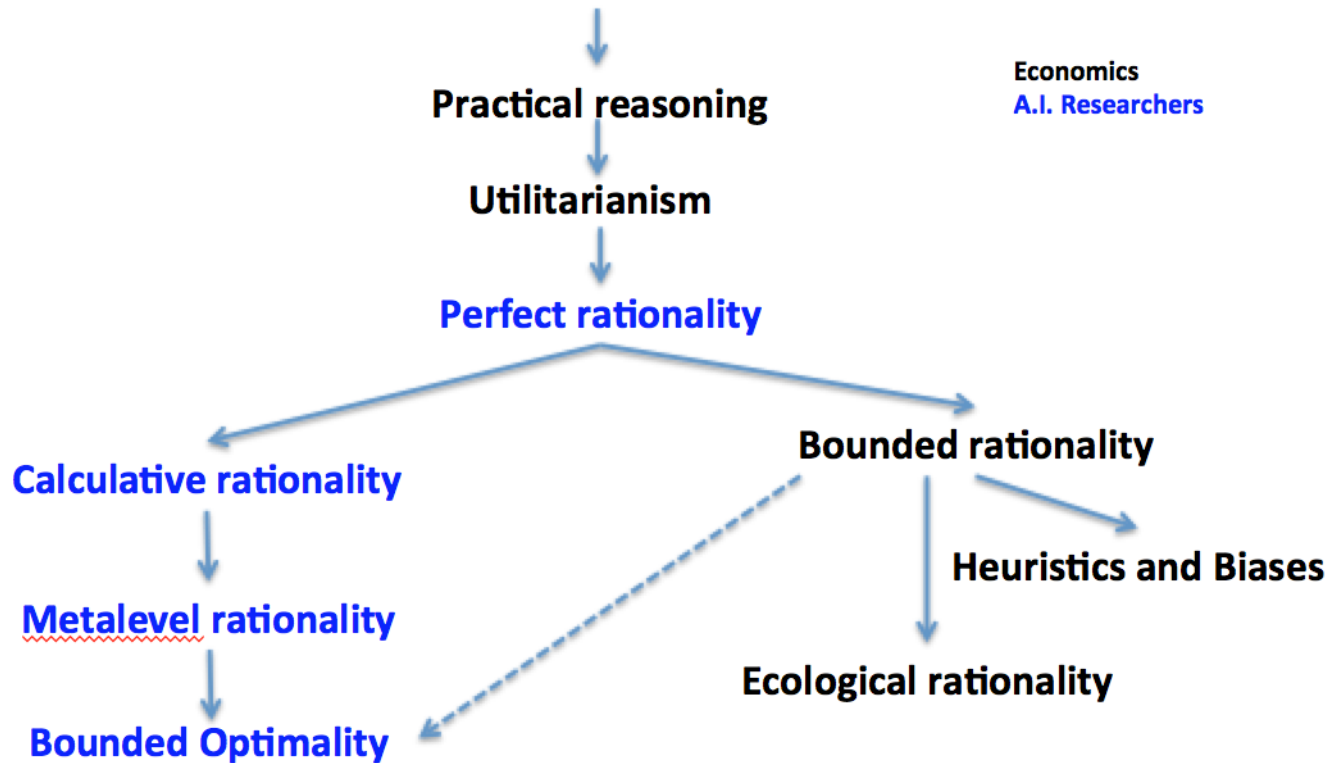 Economics
A.I. Researchers
Practical reasoning
Utilitarianism
Perfect rationality
Bounded rationality
Calculative rationality
Heuristics and Biases
Metalevel rationality
Ecological rationality
Bounded Optimality